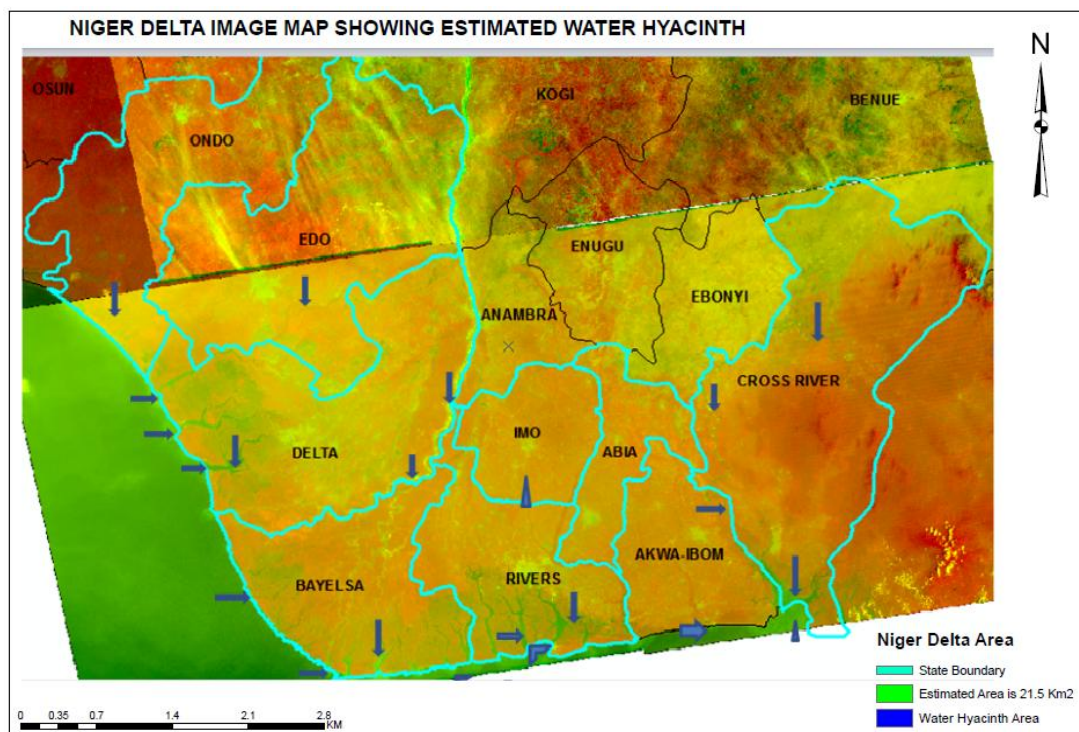 NIGER DELTA IMAGE MAP SHOWING ESTIMATED WATER HYACINTH
N
OSUN
KOGI
BENUE
ONDO
EDO
ENUGU
EBONYI
ANAMBRA
CROSS RIVER
IMO
DELTA
ABIA
AKWA-IBOM
RIVERS
BAYELSA
Niger Delta Area
State Boundary
Estimated Area is 21.5 Km2
Water Hyacinth Area
0 0.35 0.7 1.4 2.1 2.8
KM